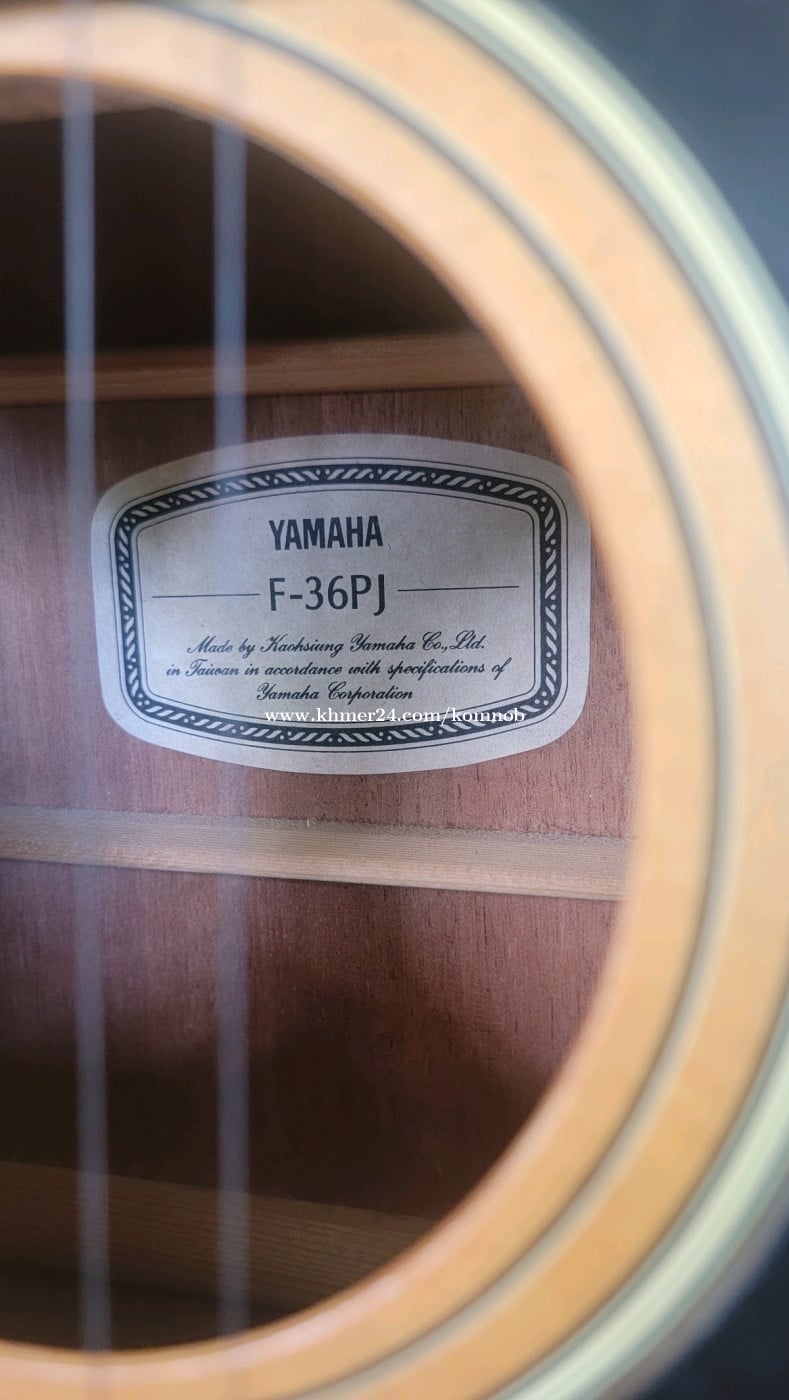 YAMAHA
F-36PJ
Made by Kaohsiung Yamaha Co., Ltd.
in Taiwan in accordance with specifications of
Yamaha Corporation
www.khmer24.com/komnob